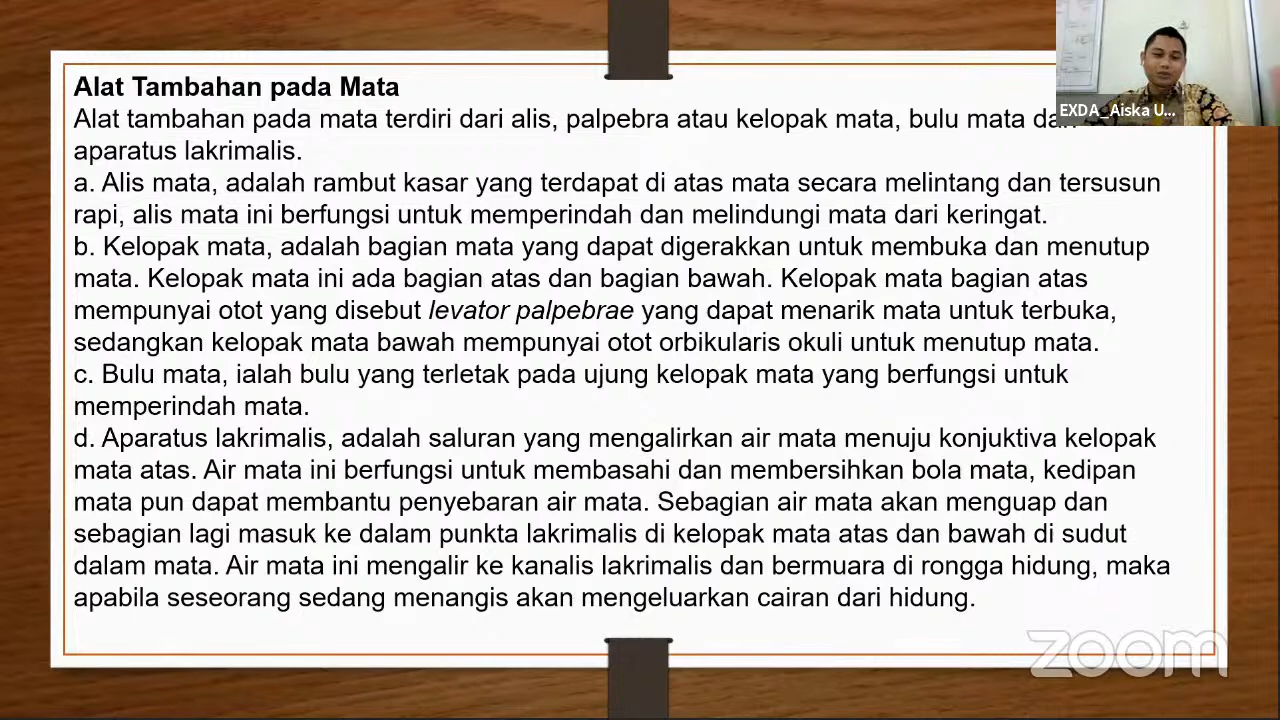 Alat Tambahan pada Mata
Alat tambahan pada mata terdiri dari alis, palpebra atau kelopak mata, bulu mata dan
aparatus lakrimalis.
a. Alis mata, adalah rambut kasar yang terdapat di atas mata secara melintang dan tersusun
rapi, alis mata ini berfungsi untuk memperindah dan melindungi mata dari keringat.
b. Kelopak mata, adalah bagian mata yang dapat digerakkan untuk membuka dan menutup
mata. Kelopak mata ini ada bagian atas dan bagian bawah. Kelopak mata bagian atas
mempunyai otot yang disebut levator palpebrae yang dapat menarik mata untuk terbuka,
sedangkan kelopak mata bawah mempunyai otot orbikularis okuli untuk menutup mata.
c. Bulu mata, ialah bulu yang terletak pada ujung kelopak mata yang berfungsi untuk
memperindah mata.
d. Aparatus lakrimalis, adalah saluran yang mengalirkan air mata menuju konjuktiva kelopak
mata atas. Air mata ini berfungsi untuk membasahi dan membersihkan bola mata, kedipan
mata pun dapat membantu penyebaran air mata. Sebagian air mata akan menguap dan
sebagian lagi masuk ke dalam punkta lakrimalis di kelopak mata atas dan bawah di sudut
dalam mata. Air mata ini mengalir ke kanalis lakrimalis dan bermuara di rongga hidung, maka
apabila seseorang sedang menangis akan mengeluarkan cairan dari hidung.
EXDA_Aiska U...
zoom